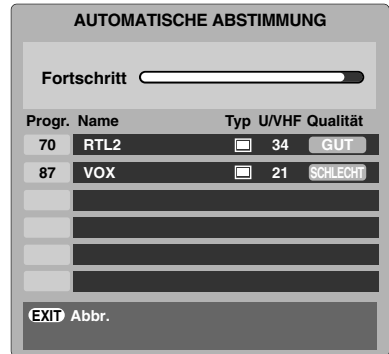 AUTOMATISCHE ABSTIMMUNG
Fortschritt
Progr. Name Typ U/VHF Qualität
70 RTL2 34 GUT
87 VOX 21 SCHLECHT
EXIT Abbr.